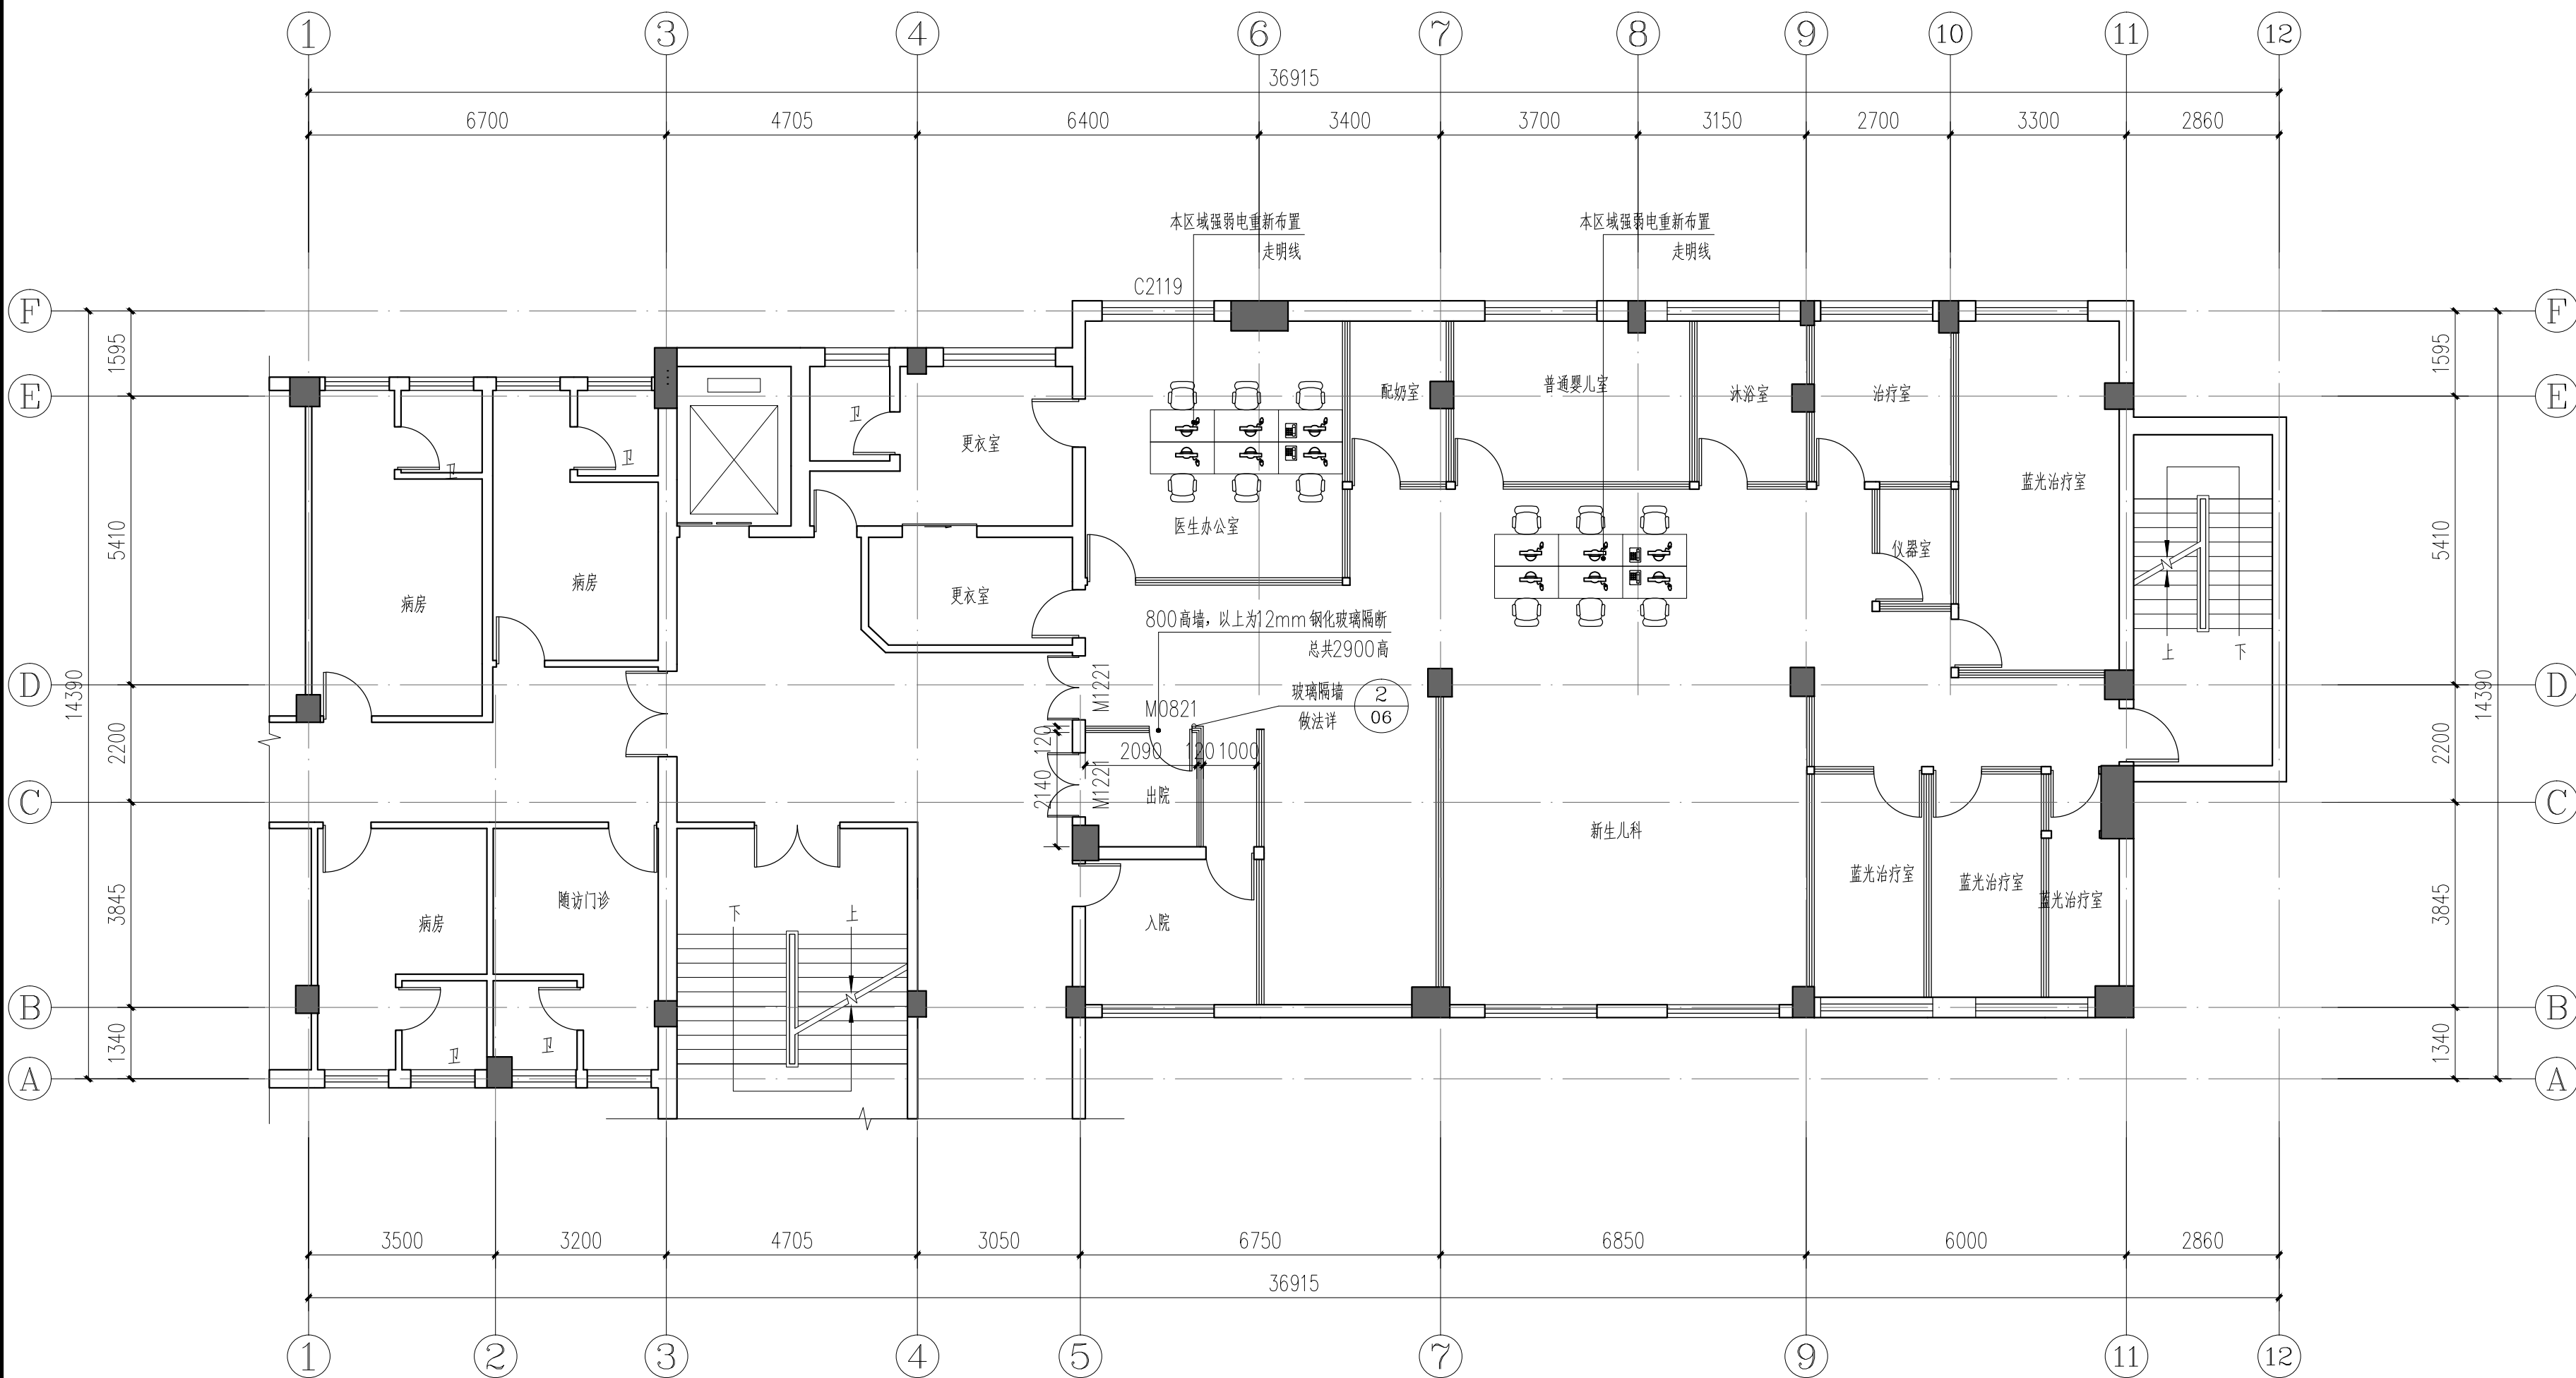 1 3 4 6 7 8 9 10 11 12
36915
6700 4705 6400 3400 3700 3150 2700 3300 2860
本区域强弱电重新布置
走明线
本区域强弱电重新布置
走明线
C2119
F
F
1595
1595
E
E
卫
更衣室
配奶室
普通婴儿室
沐浴室
治疗室
卫
卫
蓝光治疗室
5410
5410
医生办公室
仪器室
病房
病房
更衣室
800高墙，以上为12mm钢化玻璃隔断
总共2900高
上
下
D
D
14390
14390
M1221
玻璃隔墙
做法详
2
06
M0821
2200
2200
120
2090
120
1000
2140
M1221
出院
C
C
新生儿科
蓝光治疗室
蓝光治疗室
蓝光治疗室
3845
3845
随访门诊
病房
下
上
入院
B
B
1340
1340
卫
卫
A
A
3500 3200 4705 3050 6750 6850 6000 2860
36915
1 2 3 4 5 7 9 11 12